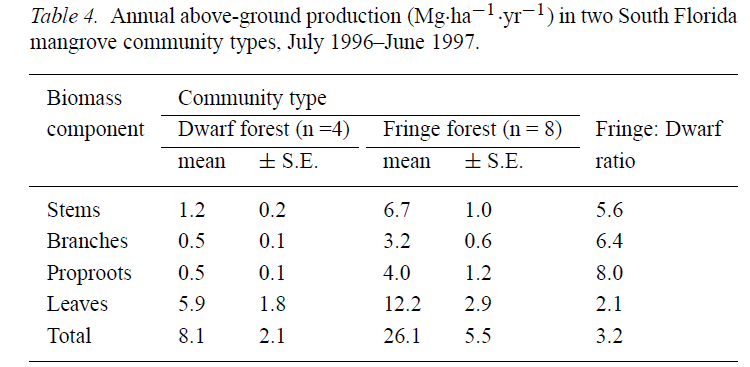 Table 4. Annual above-ground production (Mg·ha−1·yr−1) in two South Florida
mangrove community types, July 1996–June 1997.
Biomass Community type
component Dwarf forest (n =4) Fringe forest (n = 8) Fringe: Dwarf
mean ± S.E. mean ± S.E. ratio
Stems 1.2 0.2 6.7 1.0 5.6
Branches 0.5 0.1 3.2 0.6 6.4
Proproots 0.5 0.1 4.0 1.2 8.0
Leaves 5.9 1.8 12.2 2.9 2.1
Total 8.1 2.1 26.1 5.5 3.2